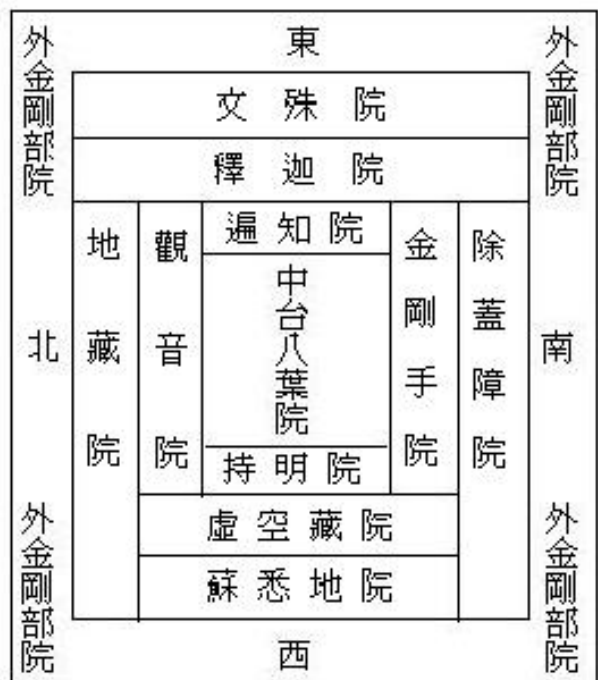 東
外金剛部院
外金剛部院
文殊院
釋迦院
地藏院
觀音院
遍知院
中台八葉院
持明院
金剛手院
除蓋障院
北
南
虛空藏院
蘇悉地院
外金剛部院
外金剛部院
西